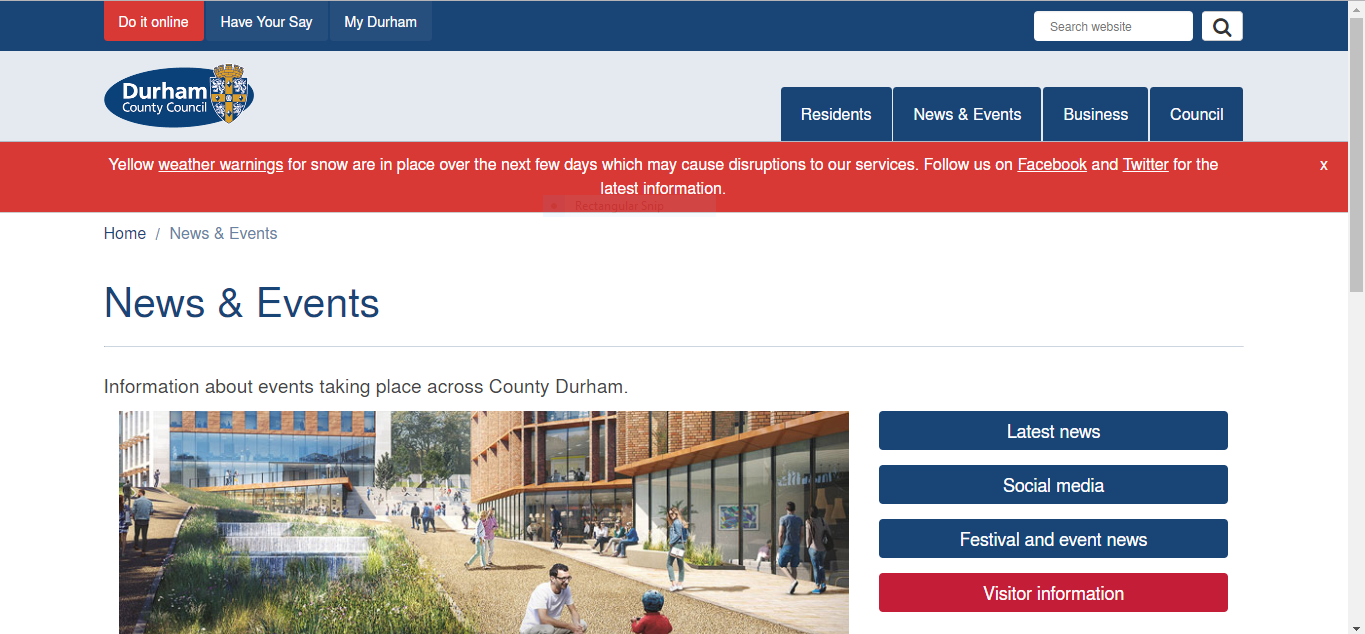 Do it online
Have Your Say
My Durham
Search website
Durham
County Council
Residents
News & Events
Business
Council
Yellow weather warnings for snow are in place over the next few days which may cause disruptions to our services. Follow us on Facebook and Twitter for the
latest information.
x
Rectangular Snip
Home / News & Events
News & Events
Information about events taking place across County Durham.
Latest news
Social media
Festival and event news
Visitor information